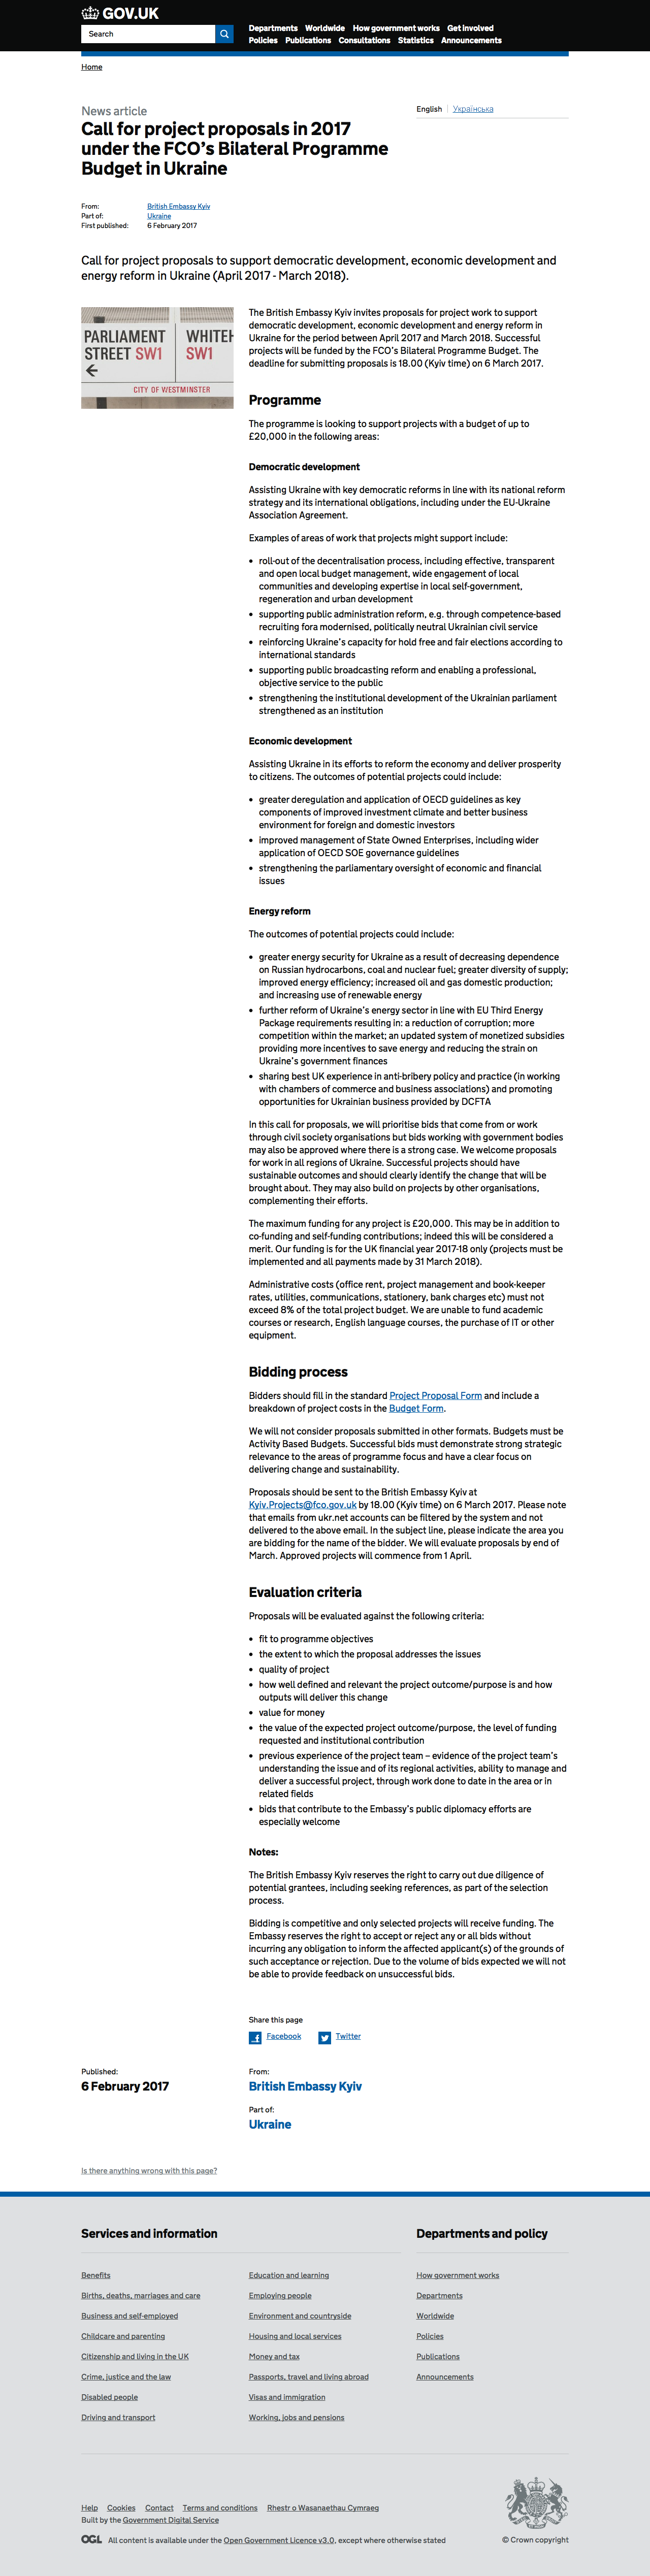 GOV.UK
Search
Departments Worldwide How government works Get involved
Policies Publications Consultations Statistics Announcements
Home
News article
English Українська
Call for project proposals in 2017
under the FCO’s Bilateral Programme
Budget in Ukraine
From: British Embassy Kyiv
Part of: Ukraine
First published: 6 February 2017
Call for project proposals to support democratic development, economic development and
energy reform in Ukraine (April 2017 - March 2018).
PARLIAMENT
STREET SW1
WHITEH
SW1
CITY OF WESTMINSTER
The British Embassy Kyiv invites proposals for project work to support
democratic development, economic development and energy reform in
Ukraine for the period between April 2017 and March 2018. Successful
projects will be funded by the FCO’s Bilateral Programme Budget. The
deadline for submitting proposals is 18.00 (Kyiv time) on 6 March 2017.
Programme
The programme is looking to support projects with a budget of up to
£20,000 in the following areas:
Democratic development
Assisting Ukraine with key democratic reforms in line with its national reform
strategy and its international obligations, including under the EU-Ukraine
Association Agreement.
Examples of areas of work that projects might support include:
• roll-out of the decentralisation process, including effective, transparent
and open local budget management, wide engagement of local
communities and developing expertise in local self-government,
regeneration and urban development
• supporting public administration reform, e.g. through competence-based
recruiting fora modernised, politically neutral Ukrainian civil service
• reinforcing Ukraine’s capacity for hold free and fair elections according to
international standards
• supporting public broadcasting reform and enabling a professional,
objective service to the public
• strengthening the institutional development of the Ukrainian parliament
strengthened as an institution
Economic development
Assisting Ukraine in its efforts to reform the economy and deliver prosperity
to citizens. The outcomes of potential projects could include:
• greater deregulation and application of OECD guidelines as key
components of improved investment climate and better business
environment for foreign and domestic investors
• improved management of State Owned Enterprises, including wider
application of OECD SOE governance guidelines
• strengthening the parliamentary oversight of economic and financial
issues
Energy reform
The outcomes of potential projects could include:
• greater energy security for Ukraine as a result of decreasing dependence
on Russian hydrocarbons, coal and nuclear fuel; greater diversity of supply;
improved energy efficiency; increased oil and gas domestic production;
and increasing use of renewable energy
• further reform of Ukraine’s energy sector in line with EU Third Energy
Package requirements resulting in: a reduction of corruption; more
competition within the market; an updated system of monetized subsidies
providing more incentives to save energy and reducing the strain on
Ukraine’s government finances
• sharing best UK experience in anti-bribery policy and practice (in working
with chambers of commerce and business associations) and promoting
opportunities for Ukrainian business provided by DCFTA
In this call for proposals, we will prioritise bids that come from or work
through civil society organisations but bids working with government bodies
may also be approved where there is a strong case. We welcome proposals
for work in all regions of Ukraine. Successful projects should have
sustainable outcomes and should clearly identify the change that will be
brought about. They may also build on projects by other organisations,
complementing their efforts.
The maximum funding for any project is £20,000. This may be in addition to
co-funding and self-funding contributions; indeed this will be considered a
merit. Our funding is for the UK financial year 2017-18 only (projects must be
implemented and all payments made by 31 March 2018).
Administrative costs (office rent, project management and book-keeper
rates, utilities, communications, stationery, bank charges etc) must not
exceed 8% of the total project budget. We are unable to fund academic
courses or research, English language courses, the purchase of IT or other
equipment.
Bidding process
Bidders should fill in the standard Project Proposal Form and include a
breakdown of project costs in the Budget Form.
We will not consider proposals submitted in other formats. Budgets must be
Activity Based Budgets. Successful bids must demonstrate strong strategic
relevance to the areas of programme focus and have a clear focus on
delivering change and sustainability.
Proposals should be sent to the British Embassy Kyiv at
Kyiv.Projects@fco.gov.uk by 18.00 (Kyiv time) on 6 March 2017. Please note
that emails from ukr.net accounts can be filtered by the system and not
delivered to the above email. In the subject line, please indicate the area you
are bidding for the name of the bidder. We will evaluate proposals by end of
March. Approved projects will commence from 1 April.
Evaluation criteria
Proposals will be evaluated against the following criteria:
• fit to programme objectives
• the extent to which the proposal addresses the issues
• quality of project
• how well defined and relevant the project outcome/purpose is and how
outputs will deliver this change
• value for money
• the value of the expected project outcome/purpose, the level of funding
requested and institutional contribution
• previous experience of the project team – evidence of the project team’s
understanding the issue and of its regional activities, ability to manage and
deliver a successful project, through work done to date in the area or in
related fields
• bids that contribute to the Embassy’s public diplomacy efforts are
especially welcome
Notes:
The British Embassy Kyiv reserves the right to carry out due diligence of
potential grantees, including seeking references, as part of the selection
process.
Bidding is competitive and only selected projects will receive funding. The
Embassy reserves the right to accept or reject any or all bids without
incurring any obligation to inform the affected applicant(s) of the grounds of
such acceptance or rejection. Due to the volume of bids expected we will not
be able to provide feedback on unsuccessful bids.
Share this page
Facebook Twitter
Published:
6 February 2017
From:
British Embassy Kyiv
Part of:
Ukraine
Is there anything wrong with this page?
Services and information
Benefits
Births, deaths, marriages and care
Business and self-employed
Childcare and parenting
Citizenship and living in the UK
Crime, justice and the law
Disabled people
Driving and transport
Education and learning
Employing people
Environment and countryside
Housing and local services
Money and tax
Passports, travel and living abroad
Visas and immigration
Working, jobs and pensions
Departments and policy
How government works
Departments
Worldwide
Policies
Publications
Announcements
Help Cookies Contact Terms and conditions Rhestr o Wasanaethau Cymraeg
Built by the Government Digital Service
OGL All content is available under the Open Government Licence v3.0, except where otherwise stated
© Crown copyright